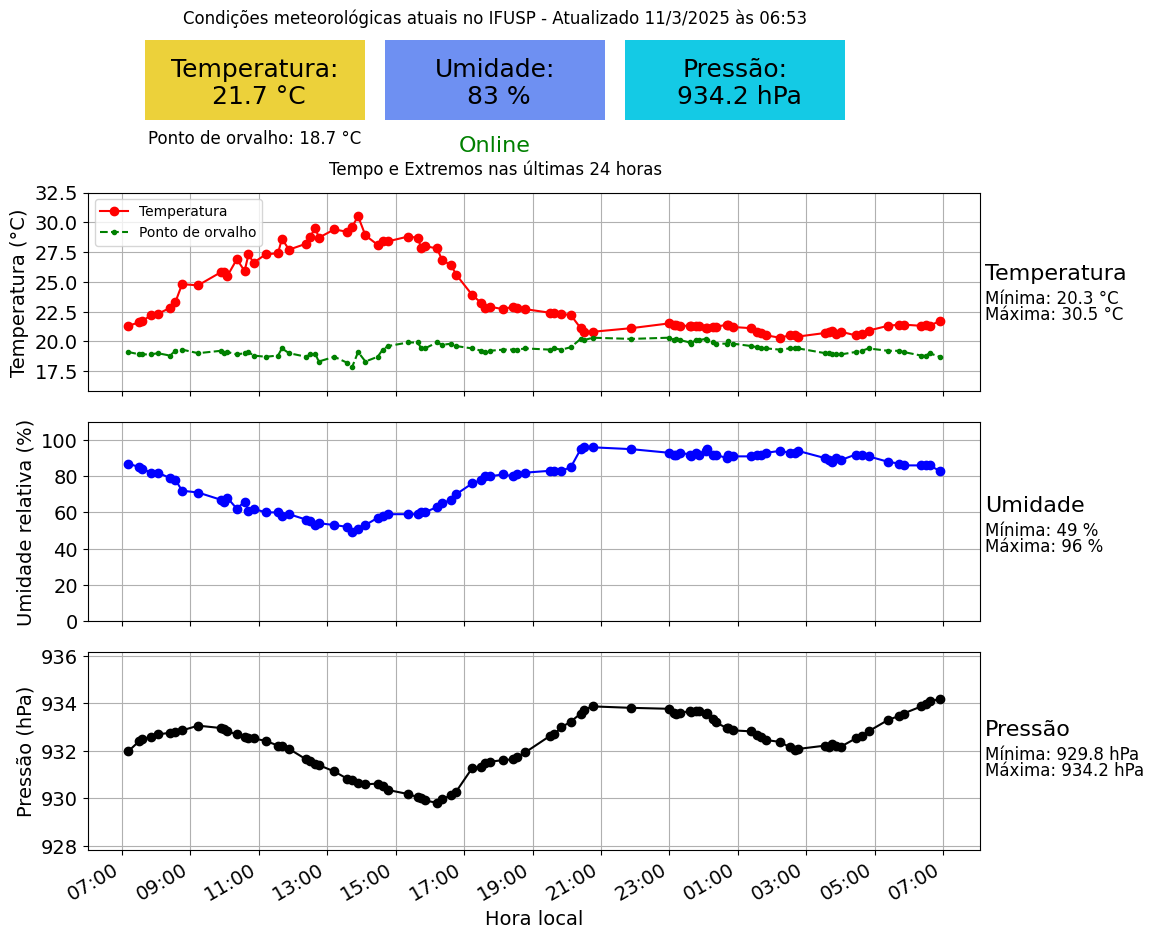 Condições meteorológicas atuais no IFUSP - Atualizado 11/3/2025 às 06:53
Temperatura:
21.7 °C
Umidade:
83 %
Pressão:
934.2 hPa
Ponto de orvalho: 18.7 °C
Online
Tempo e Extremos nas últimas 24 horas
Temperatura (°C)
32.5
30.0
27.5
25.0
22.5
20.0
17.5
Temperatura
Ponto de orvalho
Temperatura
Mínima: 20.3 °C
Máxima: 30.5 °C
Umidade relativa (%)
100
80
60
40
20
0
Umidade
Mínima: 49 %
Máxima: 96 %
Pressão (hPa)
936
934
932
930
928
Pressão
Mínima: 929.8 hPa
Máxima: 934.2 hPa
07:00
09:00
11:00
13:00
15:00
17:00
19:00
21:00
23:00
01:00
03:00
05:00
07:00
Hora local